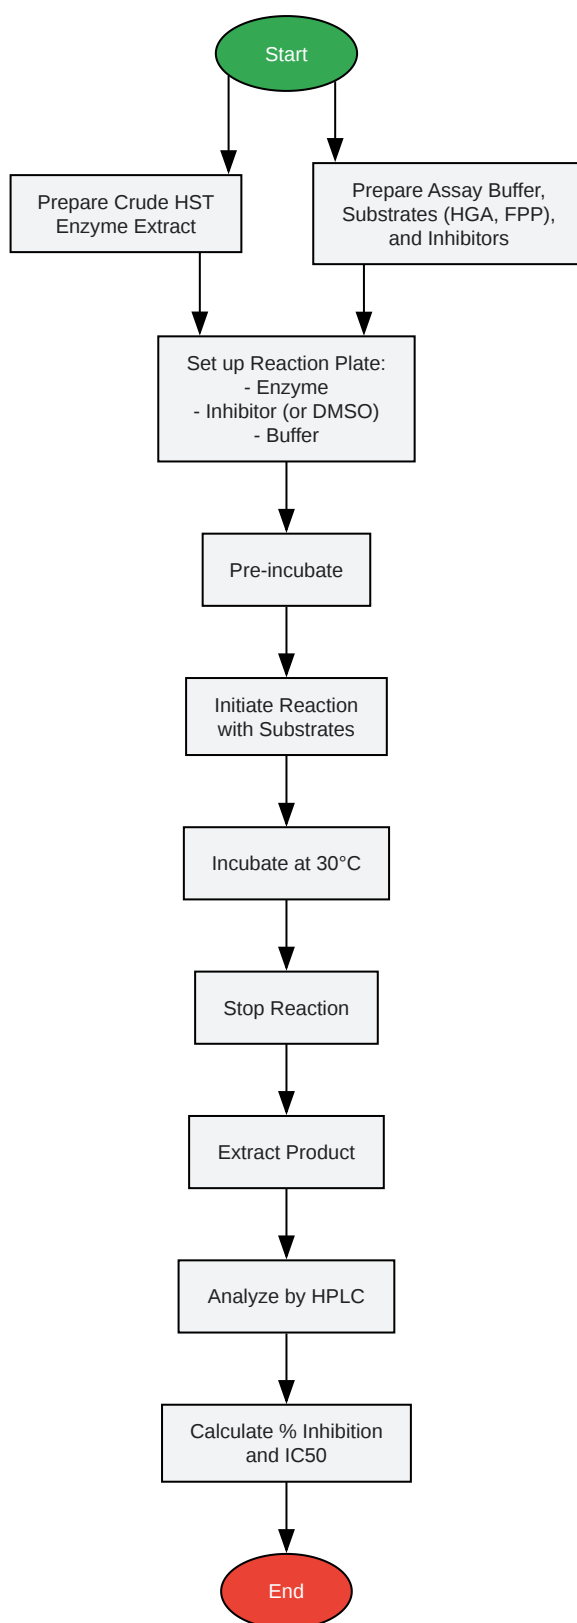 Start
Prepare Crude HST
Enzyme Extract
Prepare Assay Buffer,
Substrates (HGA, FPP),
and Inhibitors
Set up Reaction Plate:
- Enzyme
- Inhibitor (or DMSO)
- Buffer
Pre-incubate
Initiate Reaction
with Substrates
Incubate at 30°C
Stop Reaction
Extract Product
Analyze by HPLC
Calculate % Inhibition
and IC50
End